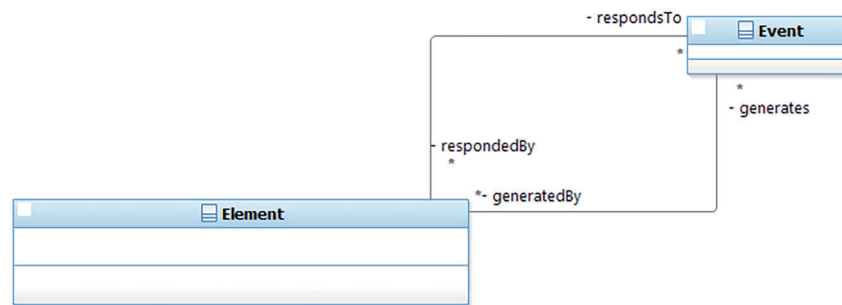 - respondsTo
Event
*
*
- generates
- respondedBy
*
*- generatedBy
Element